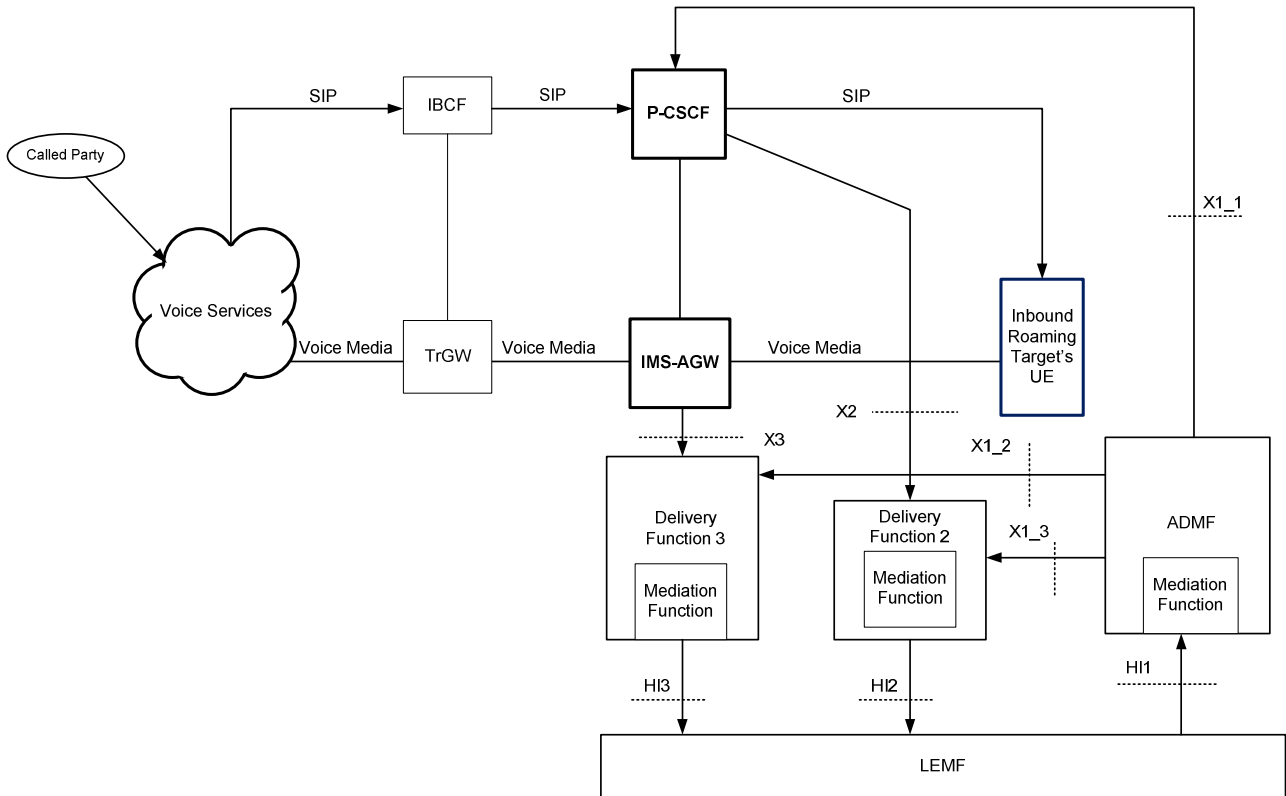 SIP
IBCF
SIP
P-CSCF
SIP
Called Party
X1_1
Voice Services
Voice Media
TrGW
Voice Media
IMS-AGW
Voice Media
Inbound
Roaming
Target's
UE
X2
X3
X1_2
Delivery
Function 3
Mediation
Function
Delivery
Function 2
Mediation
Function
X1_3
ADMF
Mediation
Function
HI3
HI2
HI1
LEMF